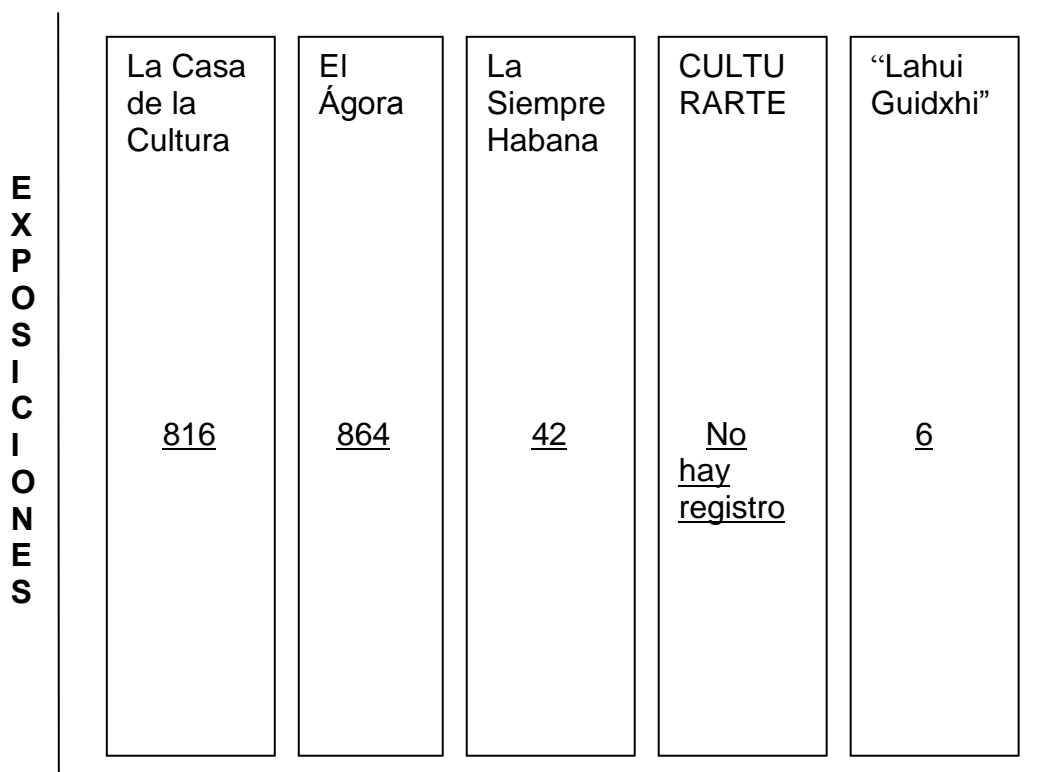 EXPOSICIONES
La Casa
de la
Cultura
816
El
Ágora
864
La
Siempre
Habana
42
CULTU
RARTE
No
hay
registro
“Lahui
Guidxhi”
6